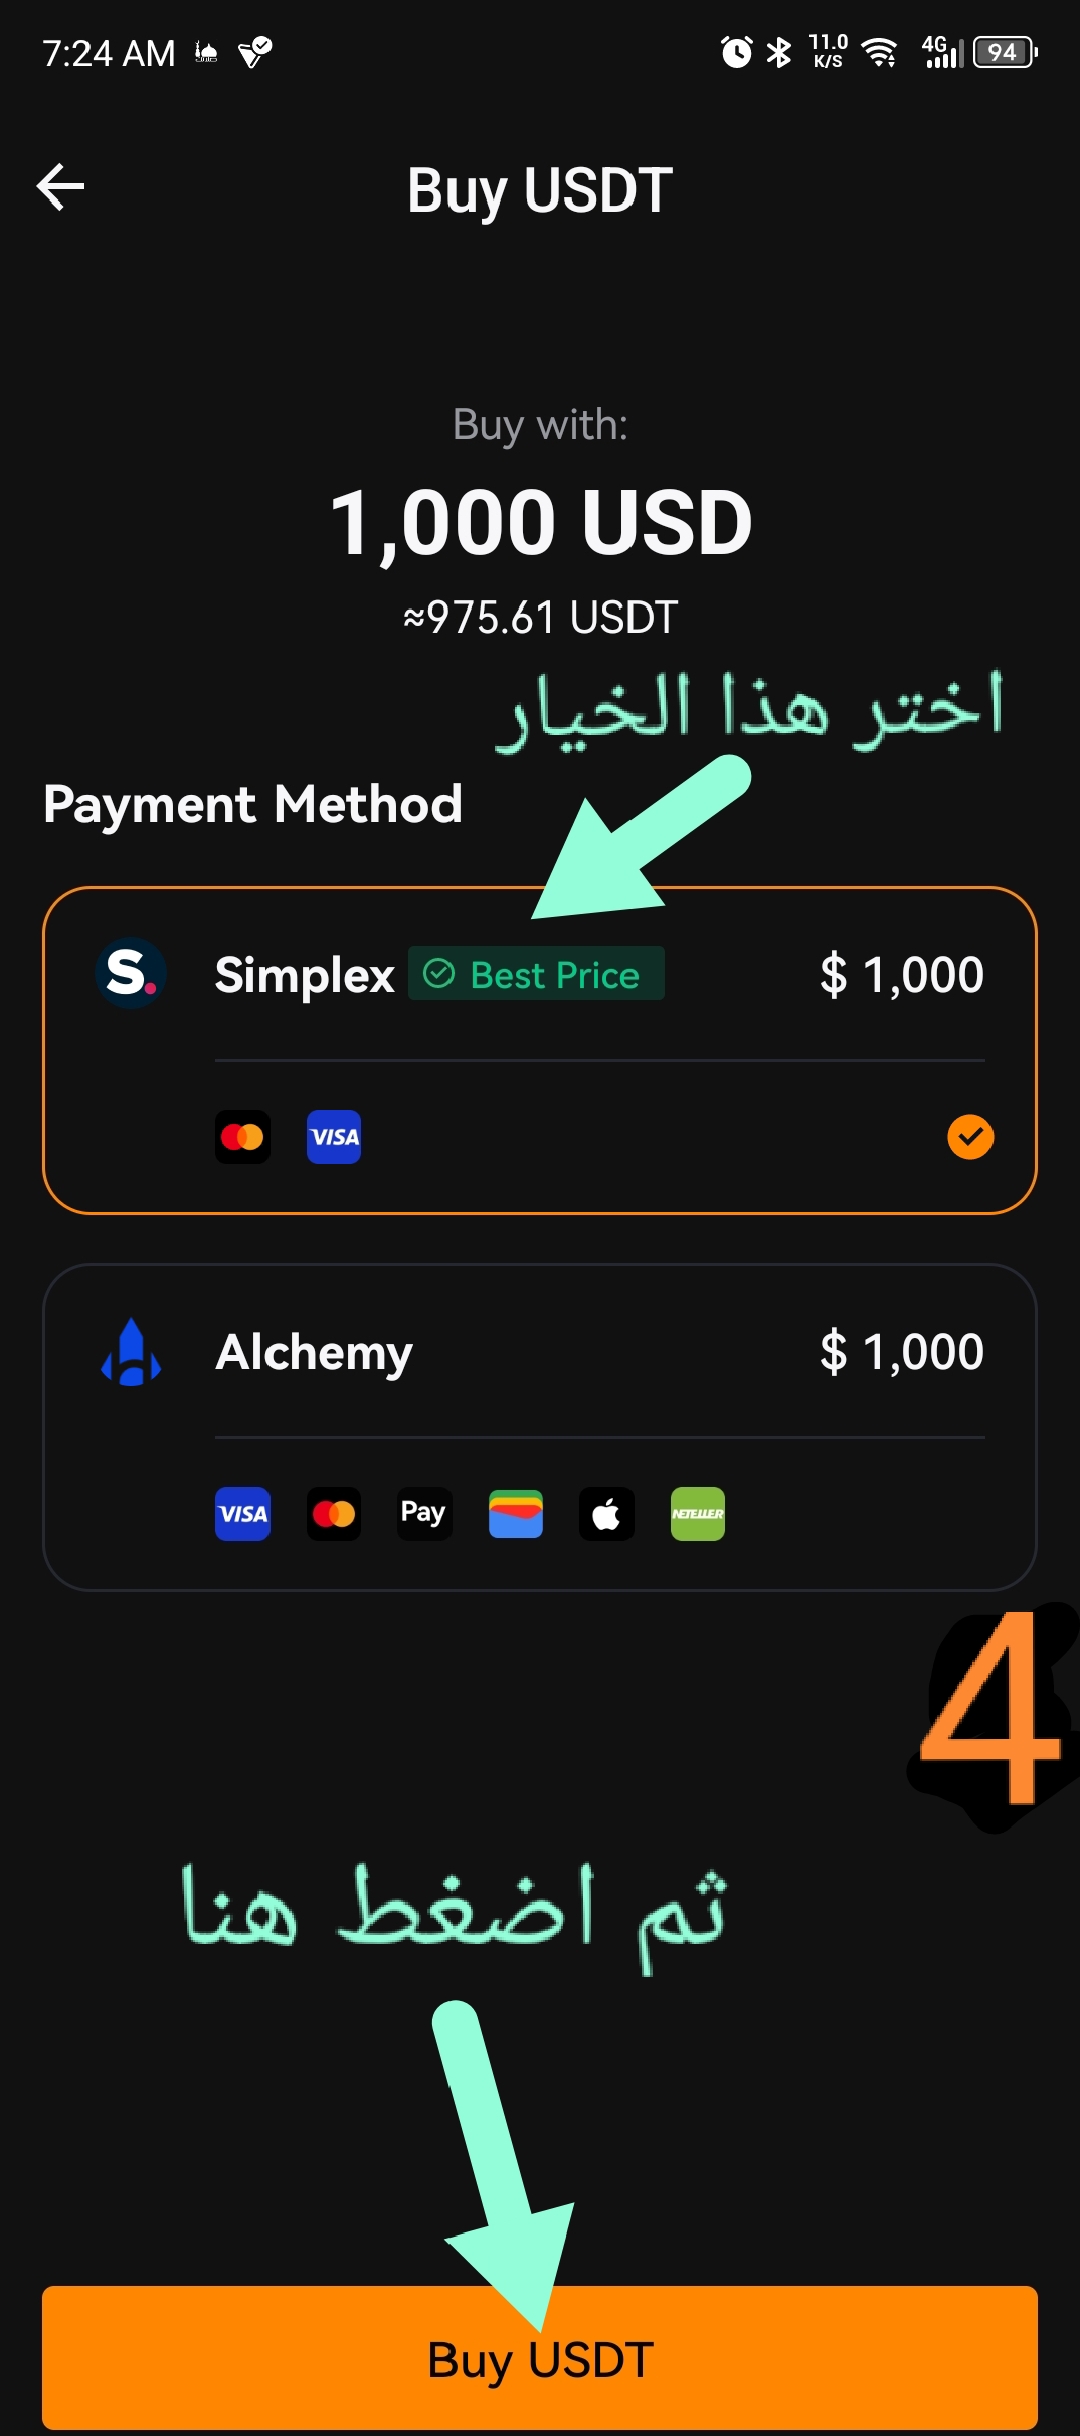 7:24 AM 11.0 K/S 4G 94
Buy USDT
Buy with:
1,000 USD
≈975.61 USDT
اختر هذا الخيار
Payment Method
S. Simplex Best Price $ 1,000
VISA
Alchemy $ 1,000
VISA Pay NETELLER
4
ثم اضغط هنا
Buy USDT